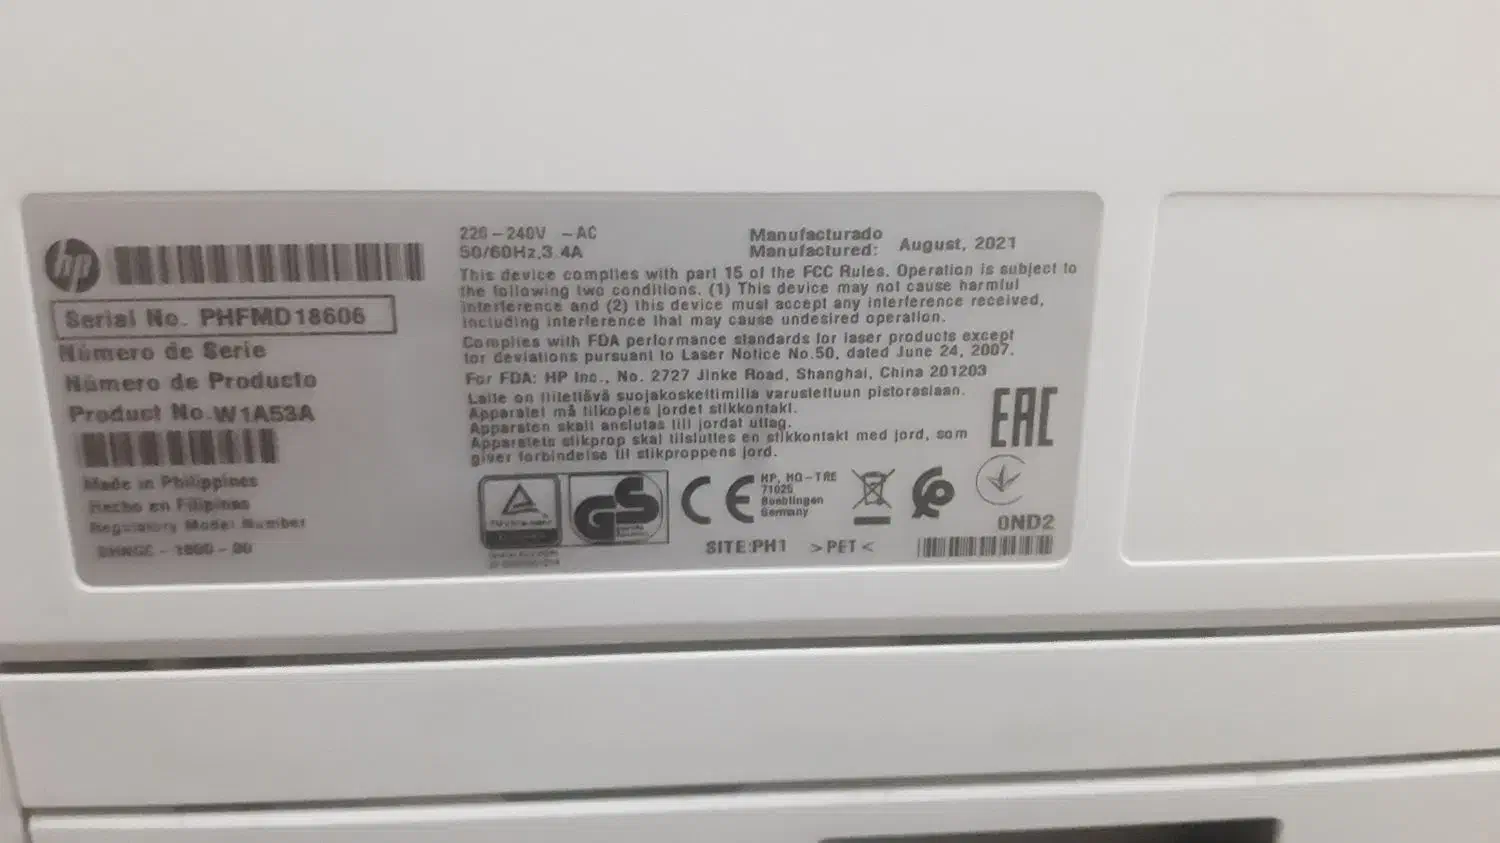 hp
Serial No. PHFMD18606
Número de Serie
Número de Producto
Product No. W1A53A
Made in Philippines
Hecho en Filipinas
Regulatory Model Number
220-240V ~AC
50/60Hz, 3.4A
Manufacturado
Manufactured: August, 2021
This device complies with part 15 of the FCC Rules. Operation is subject to
the following two conditions. (1) This device may not cause harmful
interference and (2) this device must accept any interference received,
including interference that may cause undesired operation.
Complies with FDA performance standards for laser products except
for deviations pursuant to Laser Notice No.50, dated June 24, 2007.
For FDA: HP Inc., No. 2727 Jinke Road, Shanghai, China 201203
Laite on liitettävä suojakoskettimilla varustettuun pistorasiaan.
Apparatet må tilkoples jordet stikkontakt.
Apparaten skall anslutas till jordat uttag.
Apparatets stikprop skal tilsluttes en stikkontakt med jord, som
giver forbindelse til stikproppens jord.
EAC
GS
CE
HP, HQ-TRE
71025
Boeblingen
Germany
0ND2
SITE:PH1 >PET<